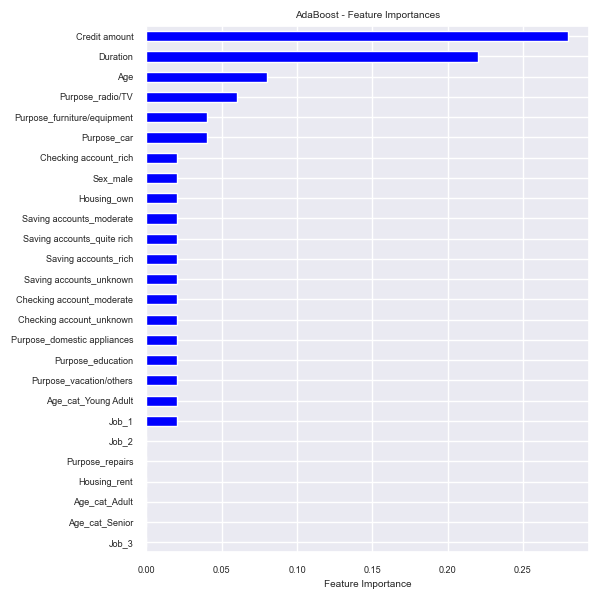 AdaBoost - Feature Importances
Credit amount
Duration
Age
Purpose_radio/TV
Purpose_furniture/equipment
Purpose_car
Checking account_rich
Sex_male
Housing_own
Saving accounts_moderate
Saving accounts_quite rich
Saving accounts_rich
Saving accounts_unknown
Checking account_moderate
Checking account_unknown
Purpose_domestic appliances
Purpose_education
Purpose_vacation/others
Age_cat_Young Adult
Job_1
Job_2
Purpose_repairs
Housing_rent
Age_cat_Adult
Age_cat_Senior
Job_3
0.00 0.05 0.10 0.15 0.20 0.25
Feature Importance